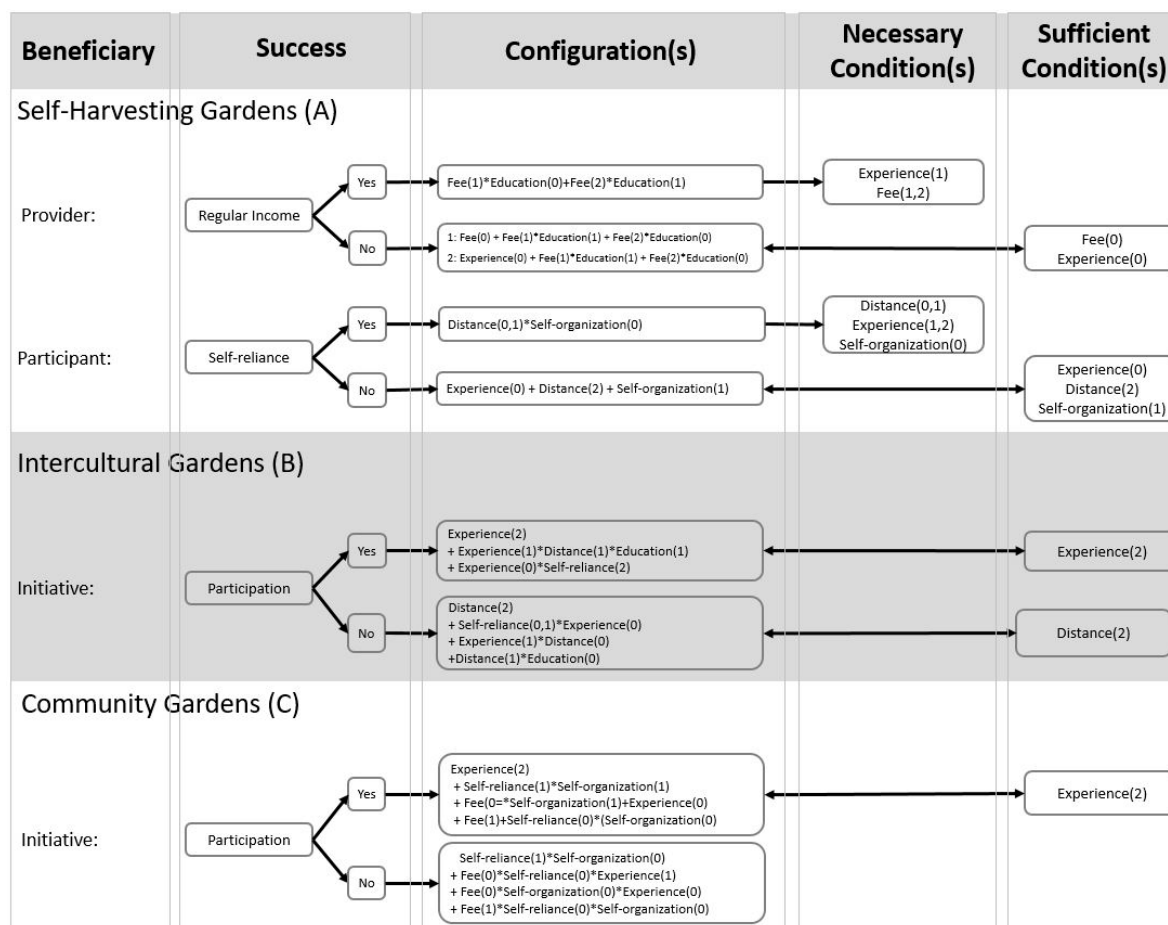 Beneficiary
Success
Configuration(s)
Necessary
Condition(s)
Sufficient
Condition(s)
Self-Harvesting Gardens (A)
Provider:
Regular Income
Yes
Fee(1)*Education(0)+Fee(2)*Education(1)
Experience(1)
Fee(1,2)
No
1: Fee(0) + Fee(1)*Education(1) + Fee(2)*Education(0)
2: Experience(0) + Fee(1)*Education(1) + Fee(2)*Education(0)
Fee(0)
Experience(0)
Participant:
Self-reliance
Yes
Distance(0,1)*Self-organization(0)
Distance(0,1)
Experience(1,2)
Self-organization(0)
No
Experience(0) + Distance(2) + Self-organization(1)
Experience(0)
Distance(2)
Self-organization(1)
Intercultural Gardens (B)
Initiative:
Participation
Yes
Experience(2)
+ Experience(1)*Distance(1)*Education(1)
+ Experience(0)*Self-reliance(2)
Experience(2)
No
Distance(2)
+ Self-reliance(0,1)*Experience(0)
+ Experience(1)*Distance(0)
+Distance(1)*Education(0)
Distance(2)
Community Gardens (C)
Initiative:
Participation
Yes
Experience(2)
+ Self-reliance(1)*Self-organization(1)
+ Fee(0=*Self-organization(1)+Experience(0)
+ Fee(1)+Self-reliance(0)*(Self-organization(0)
Experience(2)
No
Self-reliance(1)*Self-organization(0)
+ Fee(0)*Self-reliance(0)*Experience(1)
+ Fee(0)*Self-organization(0)*Experience(0)
+ Fee(1)*Self-reliance(0)*Self-organization(0)